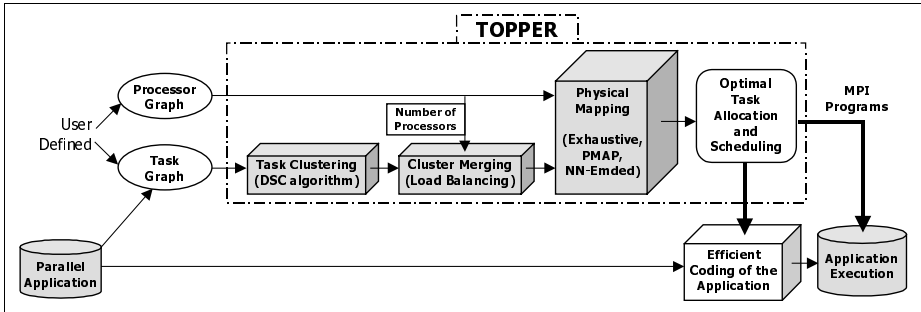 TOPPER
Processor
Graph
User
Defined
Task
Graph
Number of
Processors
Task Clustering
(DSC algorithm)
Cluster Merging
(Load Balancing)
Physical
Mapping
(Exhaustive,
PMAP,
NN-Emded)
Optimal
Task
Allocation
and
Scheduling
MPI
Programs
Parallel
Application
Efficient
Coding of the
Application
Application
Execution